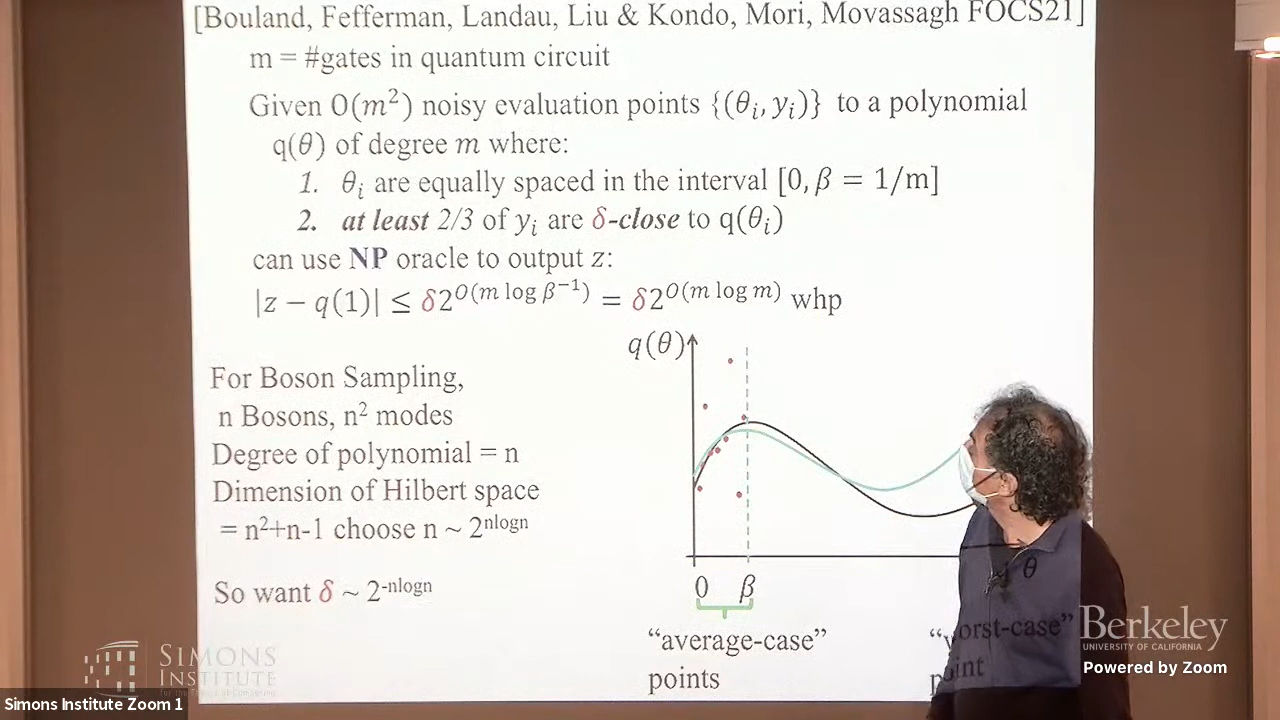 [Bouland, Fefferman, Landau, Liu & Kondo, Mori, Movassagh FOCS21]
m = #gates in quantum circuit
Given O(m²) noisy evaluation points {(θᵢ, yᵢ)} to a polynomial
q(θ) of degree m where:
1. θᵢ are equally spaced in the interval [0, β = 1/m]
2. at least 2/3 of yᵢ are δ-close to q(θᵢ)
can use NP oracle to output z:
|z − q(1)| ≤ δ2^{O(m log β^{-1})} = δ2^{O(m log m)} whp
q(θ)
For Boson Sampling,
n Bosons, n² modes
Degree of polynomial = n
Dimension of Hilbert space
= n²+n-1 choose n ~ 2^{nlogn}
So want δ ~ 2^{-nlogn}
0 β θ
"average-case"
points
"worst-case"
point
SIMONS
INSTITUTE
Berkeley
UNIVERSITY OF CALIFORNIA
Powered by Zoom
Simons Institute Zoom 1